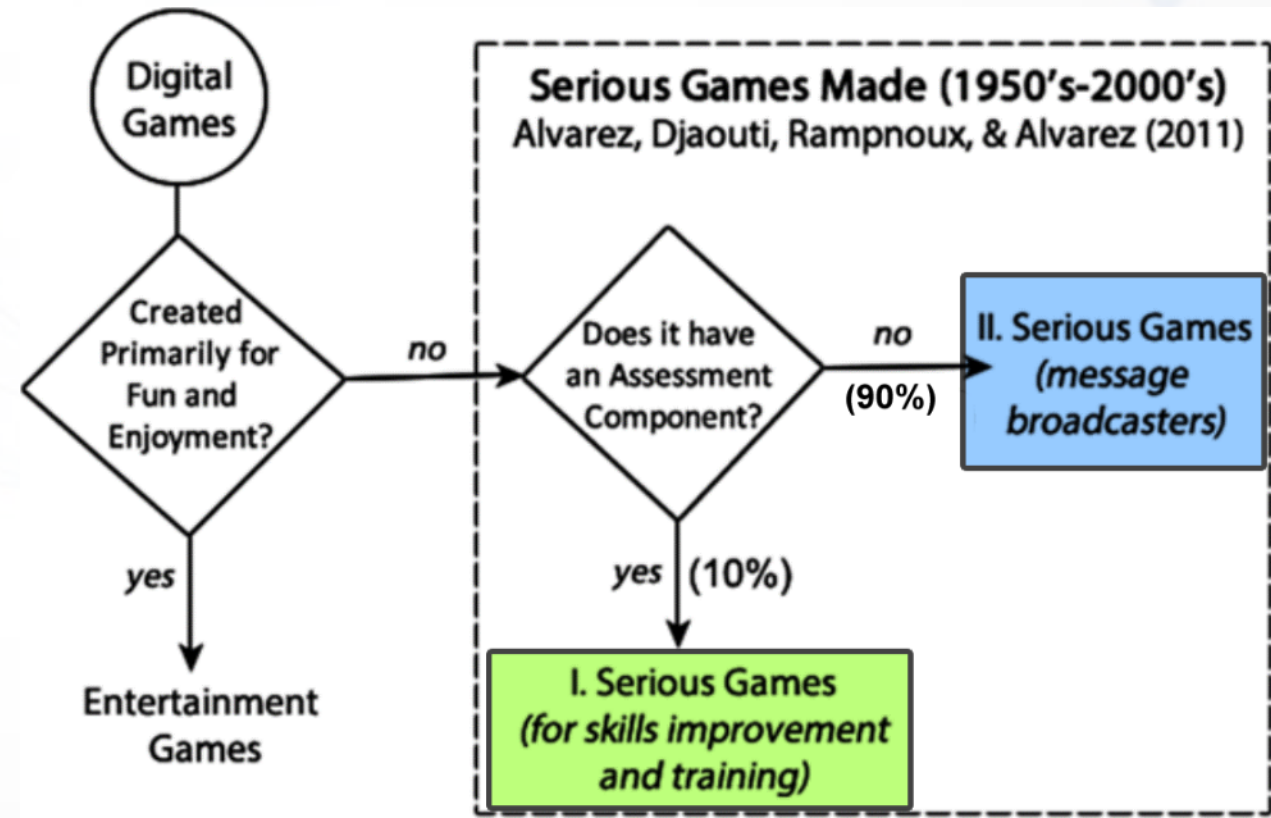 Digital
Games
Serious Games Made (1950's-2000's)
Alvarez, Djaouti, Rampnoux, & Alvarez (2011)
Created
Primarily for
Fun and
Enjoyment?
no
Does it have
an Assessment
Component?
no
(90%)
II. Serious Games
(message
broadcasters)
yes
Entertainment
Games
yes (10%)
I. Serious Games
(for skills improvement
and training)